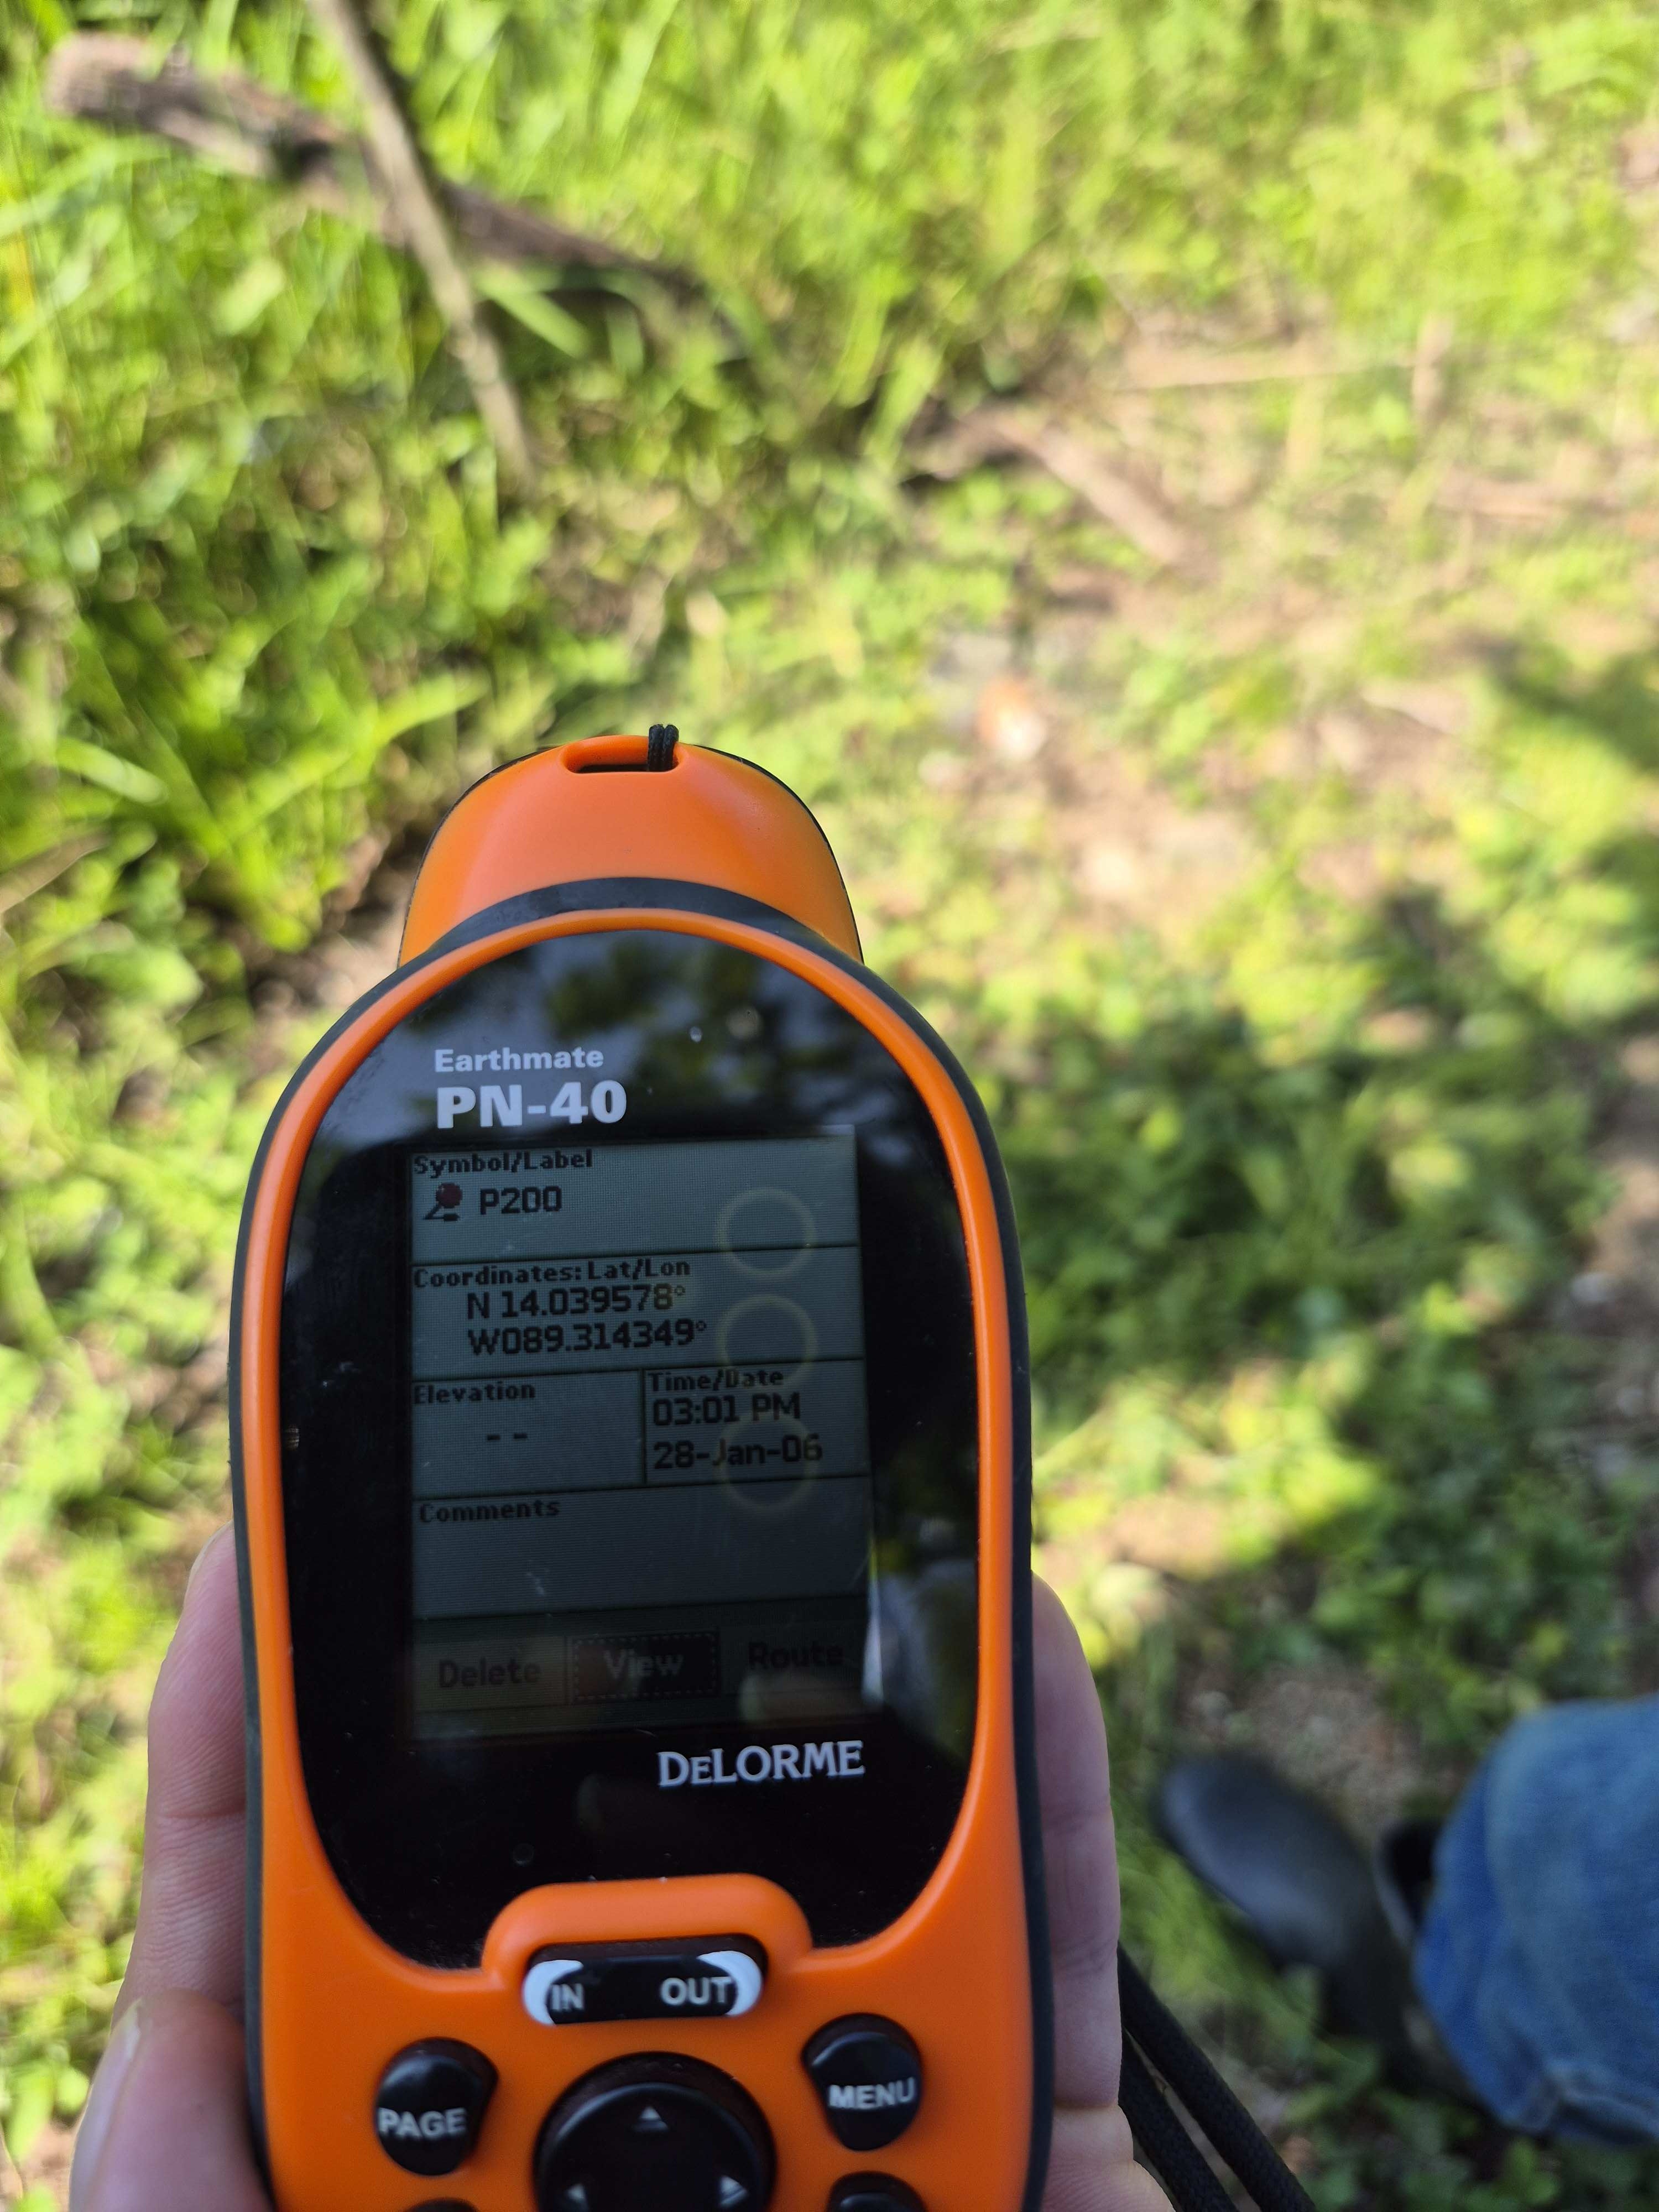 Earthmate
PN-40
Symbol/Label
P200
Coordinates: Lat/Lon
N 14.039578°
W089.314349°
Elevation
--
Time/Date
03:01 PM
28-Jan-06
Comments
Delete View Route
DELORME
IN OUT
PAGE MENU